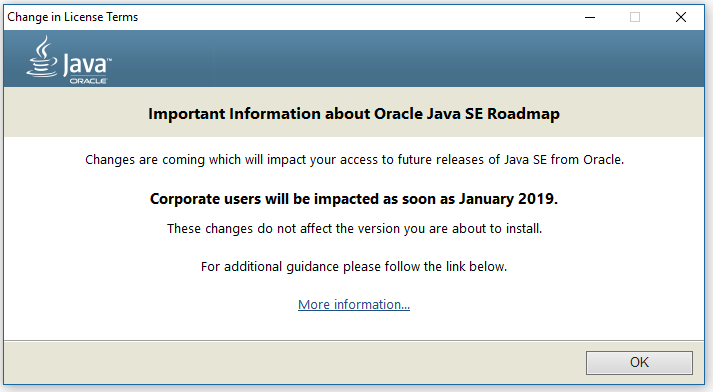 Change in License Terms
Java™
ORACLE
Important Information about Oracle Java SE Roadmap
Changes are coming which will impact your access to future releases of Java SE from Oracle.
Corporate users will be impacted as soon as January 2019.
These changes do not affect the version you are about to install.
For additional guidance please follow the link below.
More information...
OK